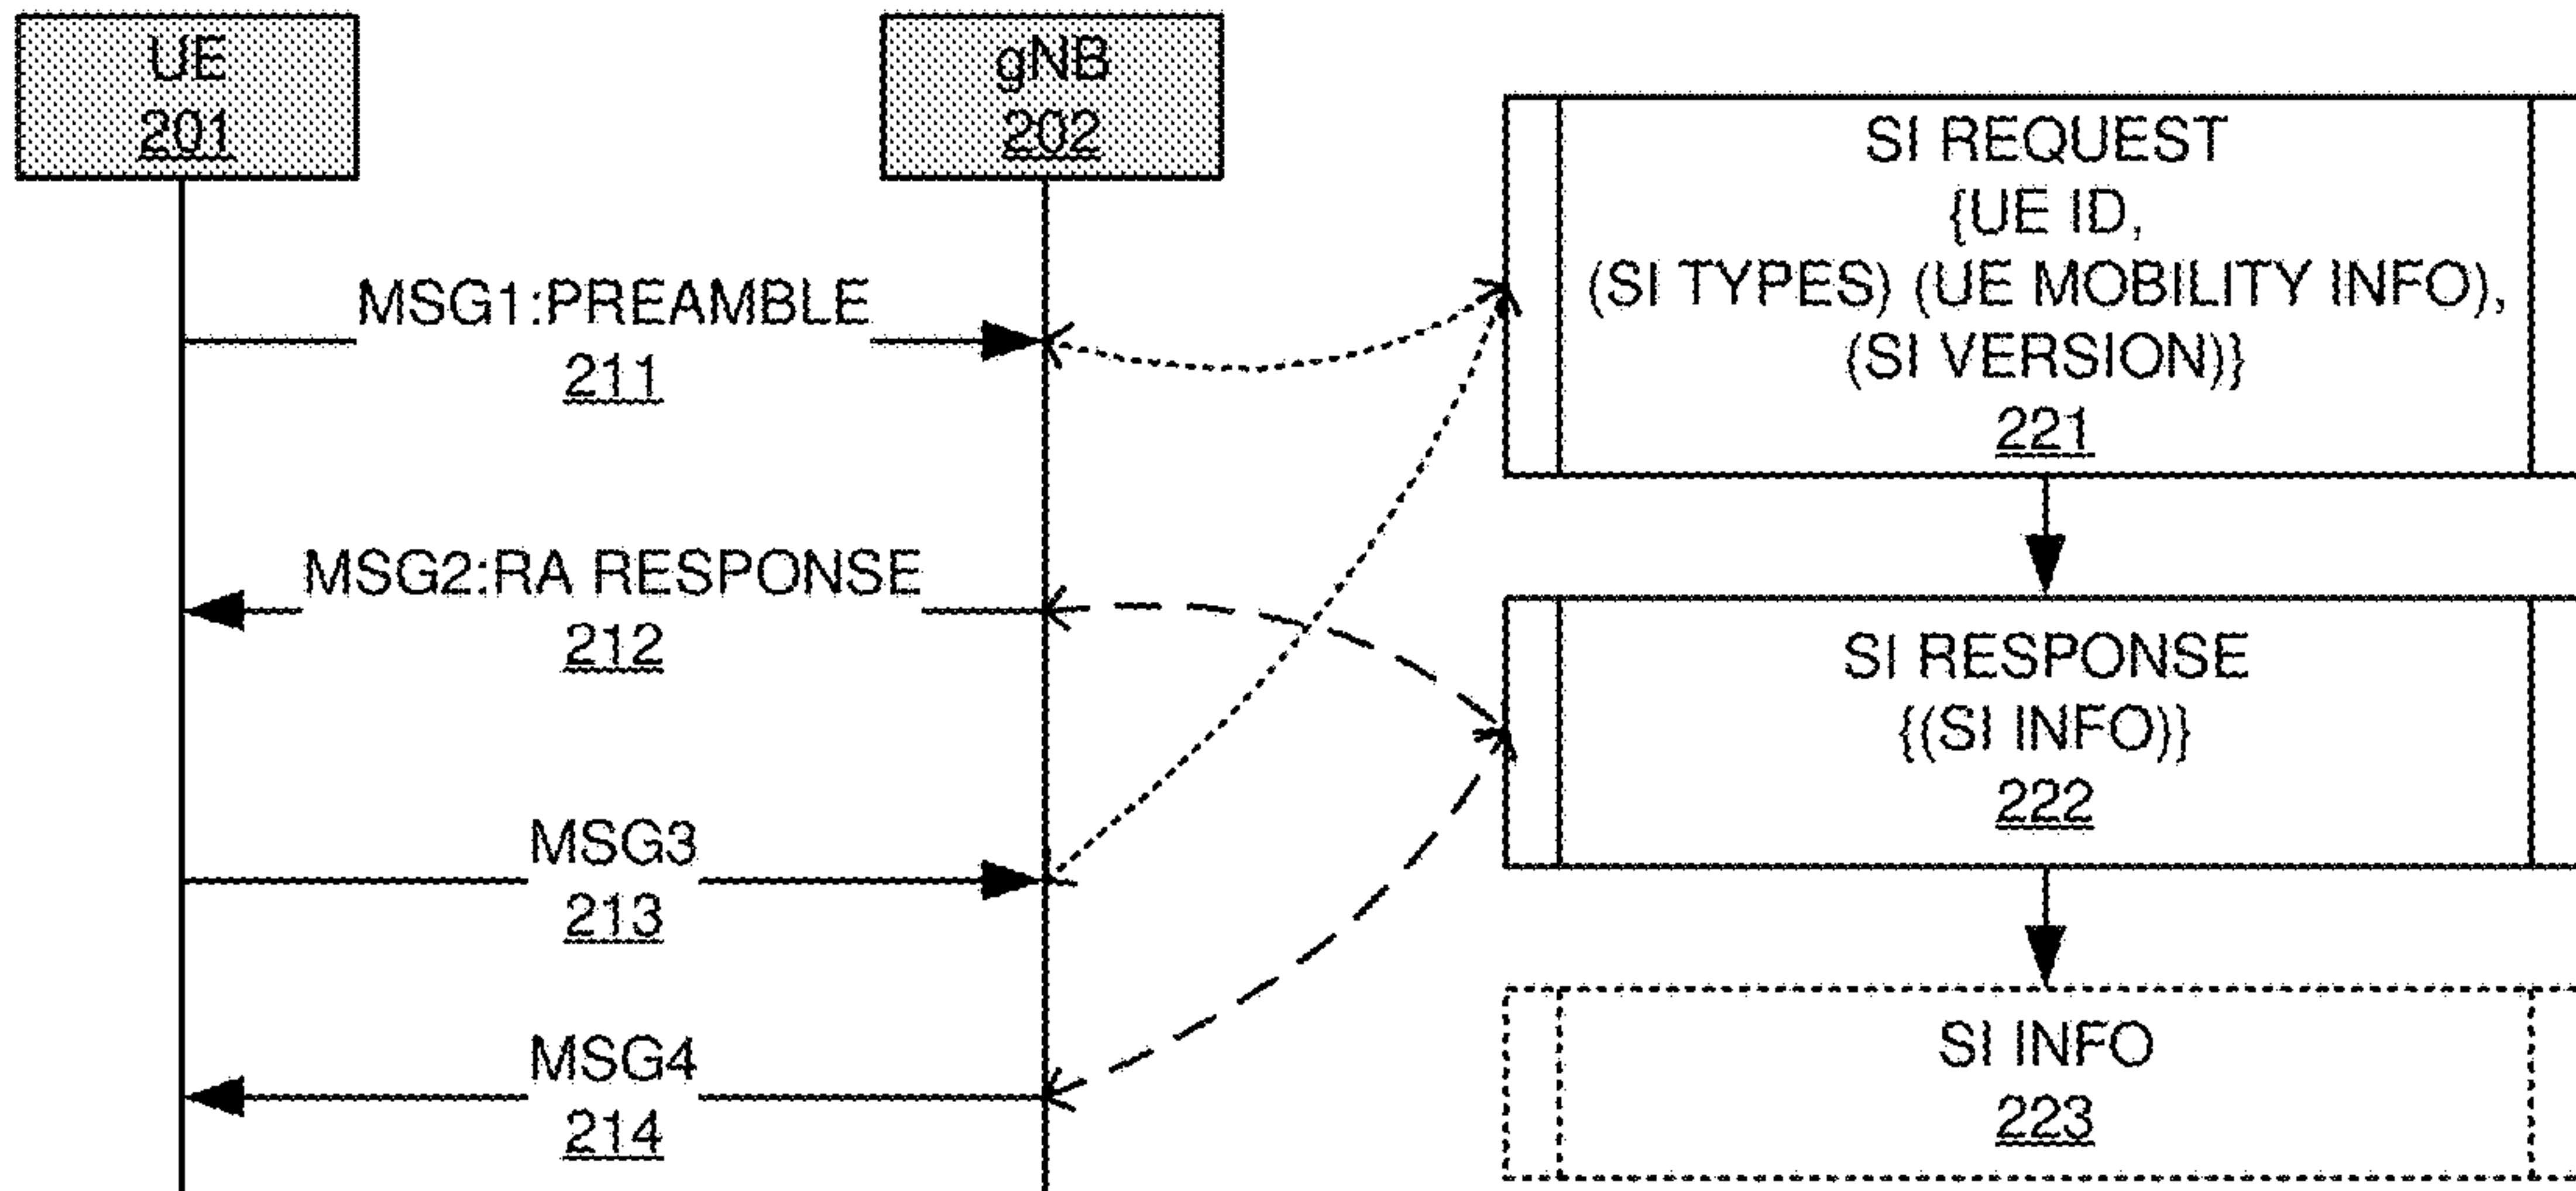 UE
201
gNB
202
MSG1:PREAMBLE
211
MSG2:RA RESPONSE
212
MSG3
213
MSG4
214
SI REQUEST
{UE ID,
(SI TYPES) (UE MOBILITY INFO),
(SI VERSION)}
221
SI RESPONSE
{(SI INFO)}
222
SI INFO
223